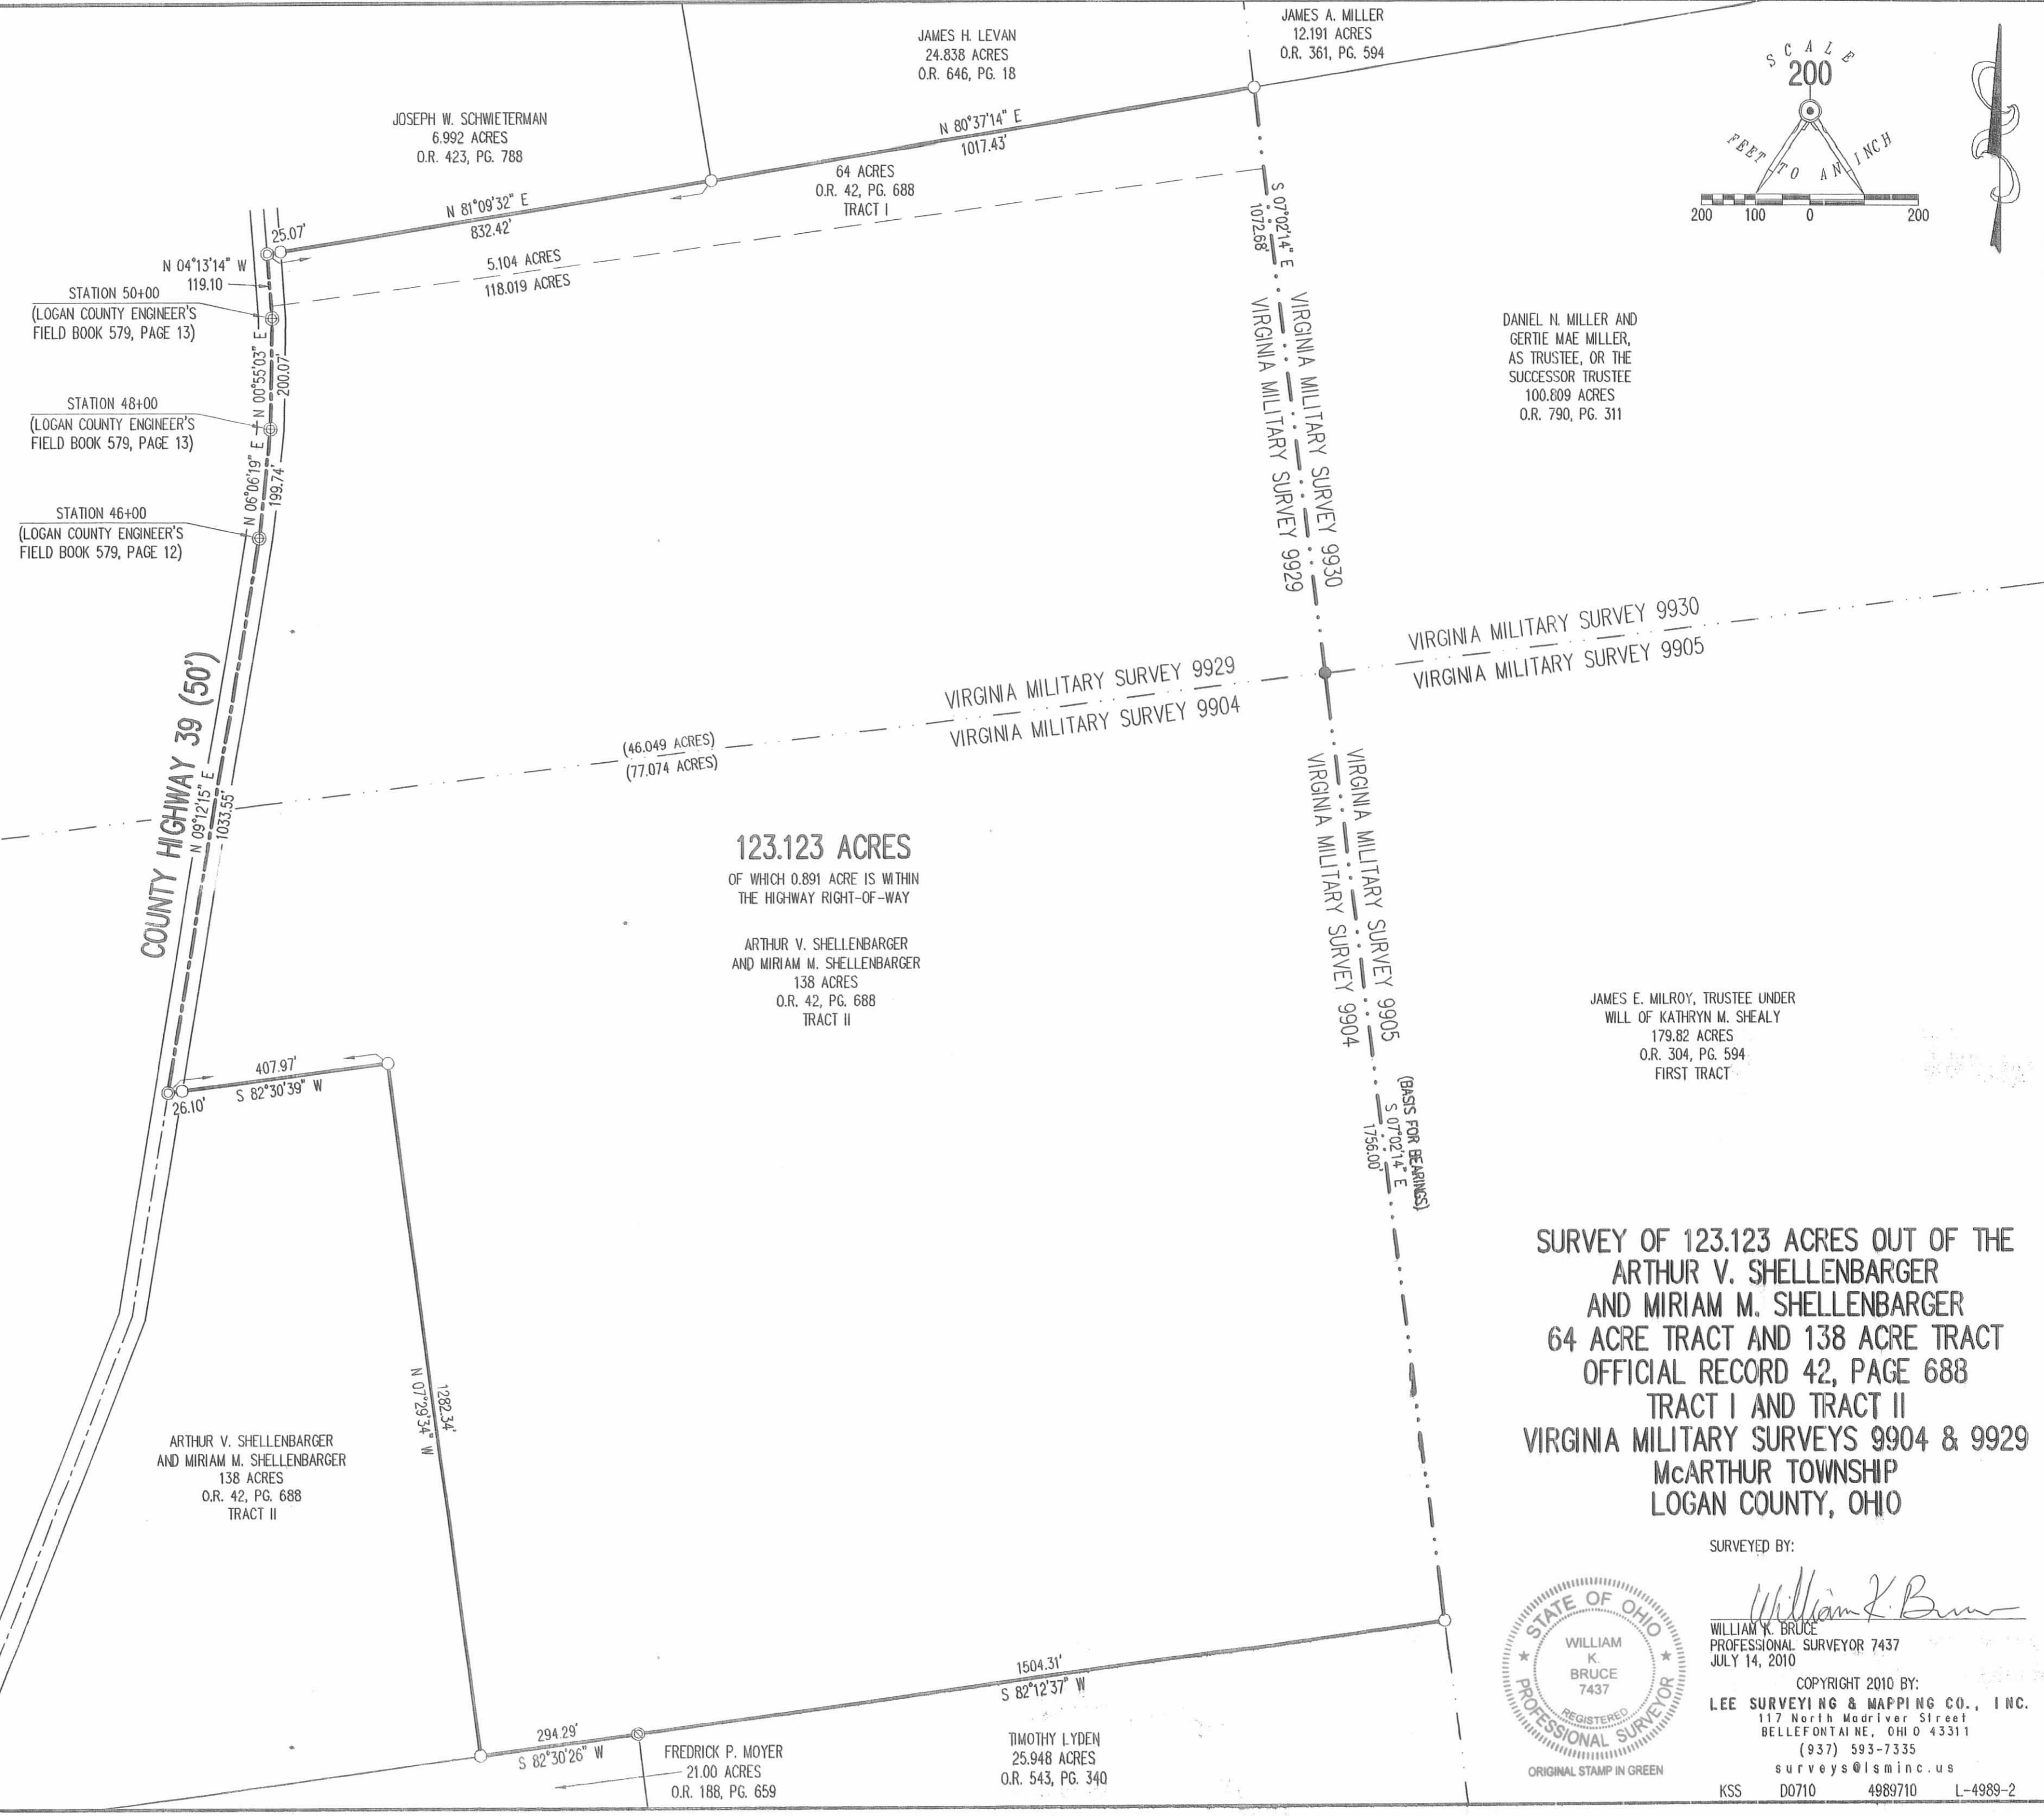 JAMES H. LEVAN
24.838 ACRES
O.R. 646, PG. 18
JAMES A. MILLER
12.191 ACRES
O.R. 361, PG. 594
SCALE
200
FEET TO AN INCH
200 100 0 200
JOSEPH W. SCHWIETERMAN
6.992 ACRES
O.R. 423, PG. 788
N 80°37'14" E
1017.43'
64 ACRES
O.R. 42, PG. 688
TRACT I
N 81°09'32" E
832.42'
25.07'
N 04°13'14" W
119.10
5.104 ACRES
118.019 ACRES
STATION 50+00
(LOGAN COUNTY ENGINEER'S
FIELD BOOK 579, PAGE 13)
N 00°55'03" E
200.07'
STATION 48+00
(LOGAN COUNTY ENGINEER'S
FIELD BOOK 579, PAGE 13)
N 06°06'19" E
199.74'
STATION 46+00
(LOGAN COUNTY ENGINEER'S
FIELD BOOK 579, PAGE 12)
S 07°02'14" E
1072.68'
VIRGINIA MILITARY SURVEY 9930
VIRGINIA MILITARY SURVEY 9929
DANIEL N. MILLER AND
GERTIE MAE MILLER,
AS TRUSTEE, OR THE
SUCCESSOR TRUSTEE
100.809 ACRES
O.R. 790, PG. 311
VIRGINIA MILITARY SURVEY 9930
VIRGINIA MILITARY SURVEY 9905
VIRGINIA MILITARY SURVEY 9929
VIRGINIA MILITARY SURVEY 9904
(46.049 ACRES)
(77.074 ACRES)
COUNTY HIGHWAY 39 (50')
N 09°12'15" E
1033.55'
123.123 ACRES
OF WHICH 0.891 ACRE IS WITHIN
THE HIGHWAY RIGHT-OF-WAY
ARTHUR V. SHELLENBARGER
AND MIRIAM M. SHELLENBARGER
138 ACRES
O.R. 42, PG. 688
TRACT II
VIRGINIA MILITARY SURVEY 9905
VIRGINIA MILITARY SURVEY 9904
JAMES E. MILROY, TRUSTEE UNDER
WILL OF KATHRYN M. SHEALY
179.82 ACRES
O.R. 304, PG. 594
FIRST TRACT
(BASIS FOR BEARINGS)
S 07°02'14" E
1756.00'
407.97'
S 82°30'39" W
26.10'
1282.34'
N 07°29'34" W
ARTHUR V. SHELLENBARGER
AND MIRIAM M. SHELLENBARGER
138 ACRES
O.R. 42, PG. 688
TRACT II
1504.31'
S 82°12'37" W
294.29'
S 82°30'26" W
FREDRICK P. MOYER
21.00 ACRES
O.R. 188, PG. 659
TIMOTHY LYDEN
25.948 ACRES
O.R. 543, PG. 340
SURVEY OF 123.123 ACRES OUT OF THE
ARTHUR V. SHELLENBARGER
AND MIRIAM M. SHELLENBARGER
64 ACRE TRACT AND 138 ACRE TRACT
OFFICIAL RECORD 42, PAGE 688
TRACT I AND TRACT II
VIRGINIA MILITARY SURVEYS 9904 & 9929
McARTHUR TOWNSHIP
LOGAN COUNTY, OHIO
SURVEYED BY:
William K. Bruce
WILLIAM K. BRUCE
PROFESSIONAL SURVEYOR 7437
JULY 14, 2010
STATE OF OHIO
WILLIAM
K.
BRUCE
7437
REGISTERED
PROFESSIONAL SURVEYOR
ORIGINAL STAMP IN GREEN
COPYRIGHT 2010 BY:
LEE SURVEYING & MAPPING CO., INC.
117 North Madriver Street
BELLEFONTAINE, OHIO 43311
(937) 593-7335
surveys@lsminc.us
KSS D0710 4989710 L-4989-2